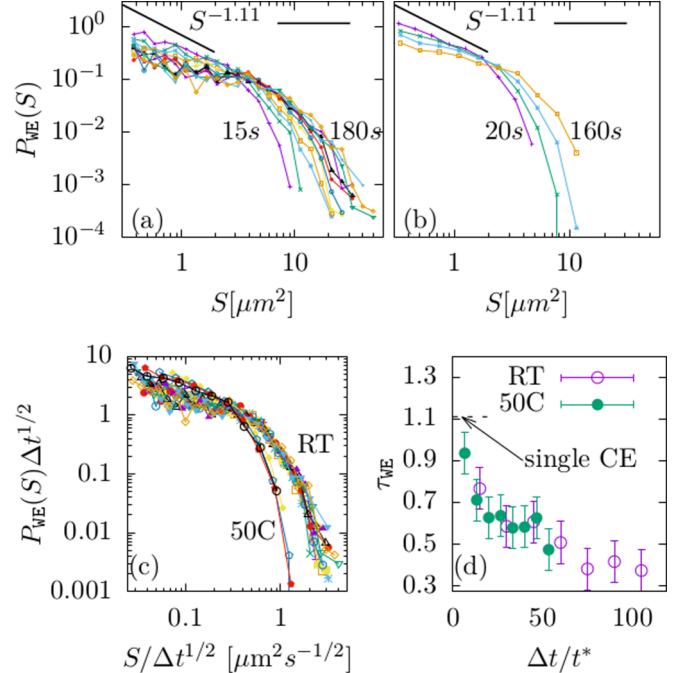 10^0
10^-1
10^-2
10^-3
10^-4
P_WE(S)
S^-1.11
15s
180s
(a)
1
10
S[μm^2]
S^-1.11
20s
160s
(b)
1
10
S[μm^2]
10
1
0.1
0.01
0.001
P_WE(S)Δt^1/2
RT
50C
(c)
0.1
1
S/Δt^1/2 [μm^2s^-1/2]
1.3
1.1
0.9
0.7
0.5
0.3
τ_WE
RT
50C
single CE
(d)
0
50
100
Δt/t*